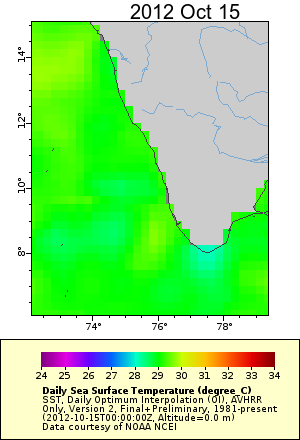 2012 Oct 15
14°
12°
10°
8°
74° 76° 78°
24 25 26 27 28 29 30 31 32 33 34
Daily Sea Surface Temperature (degree_C)
SST, Daily Optimum Interpolation (OI), AVHRR
Only, Version 2, Final+Preliminary, 1981-present
(2012-10-15T00:00:00Z, Altitude=0.0 m)
Data courtesy of NOAA NCEI